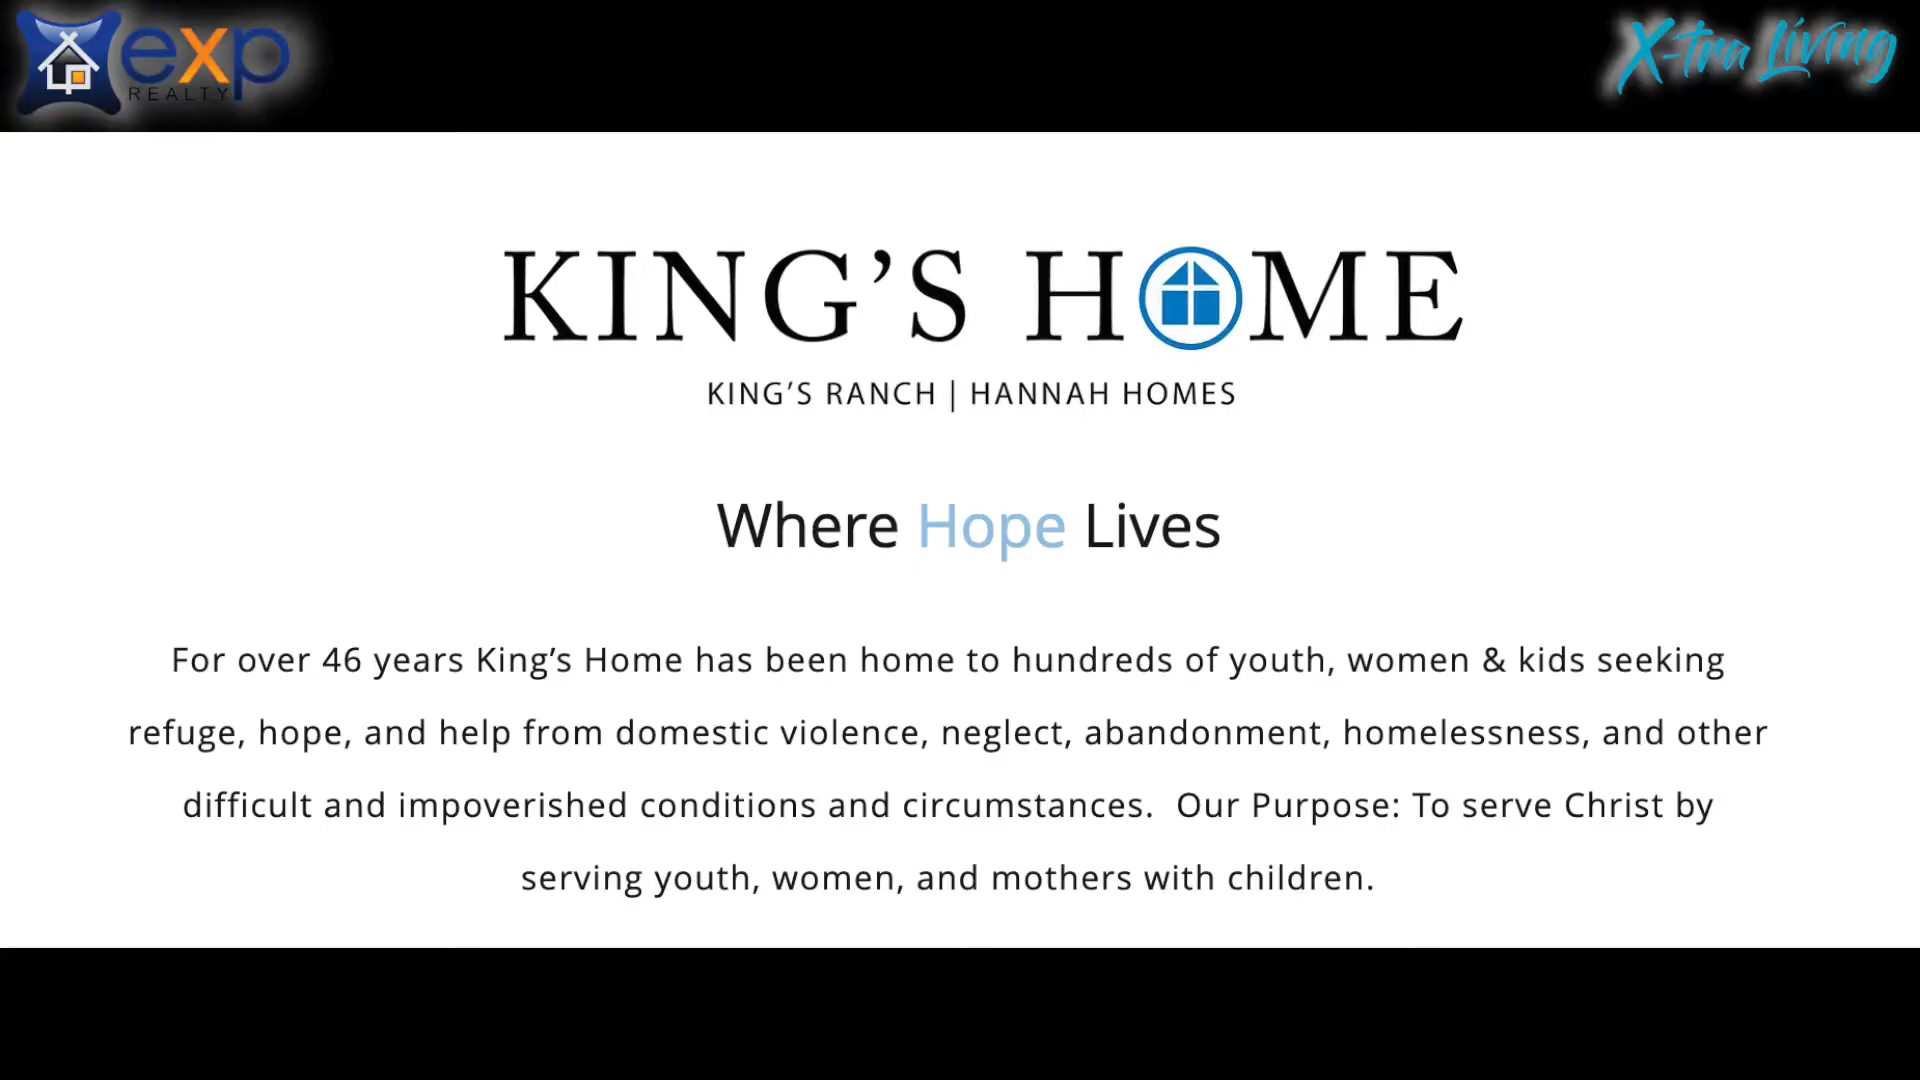 exp
REALTY
X-tra Living
KING’S HOME
KING’S RANCH | HANNAH HOMES
Where Hope Lives
For over 46 years King’s Home has been home to hundreds of youth, women & kids seeking
refuge, hope, and help from domestic violence, neglect, abandonment, homelessness, and other
difficult and impoverished conditions and circumstances.  Our Purpose: To serve Christ by
serving youth, women, and mothers with children.